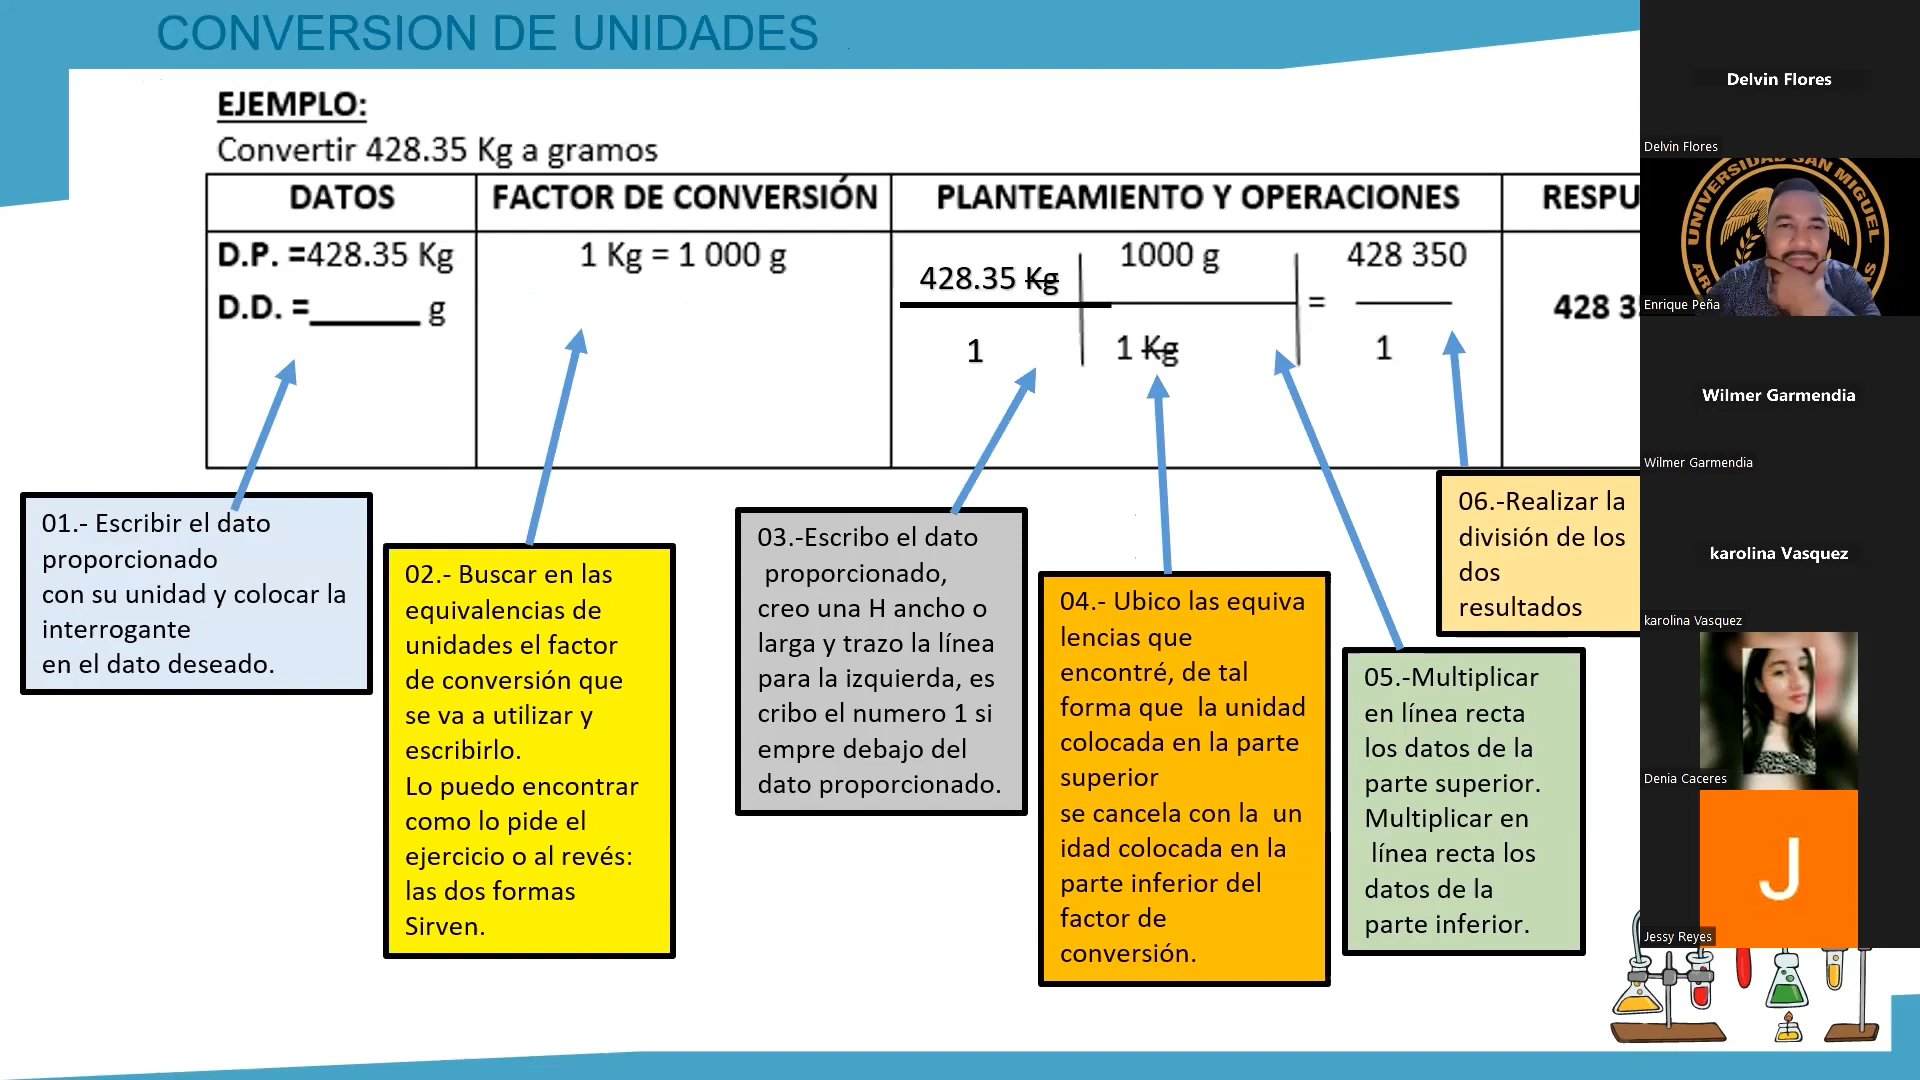 CONVERSION DE UNIDADES
EJEMPLO:
Convertir 428.35 Kg a gramos
DATOS
FACTOR DE CONVERSIÓN
PLANTEAMIENTO Y OPERACIONES
RESPU
D.P. =428.35 Kg
D.D. =________ g
1 Kg = 1 000 g
428.35 Kg
1
1000 g
1 Kg
=
428 350
1
428 3
01.- Escribir el dato
proporcionado
con su unidad y colocar la
interrogante
en el dato deseado.
02.- Buscar en las
equivalencias de
unidades el factor
de conversión que
se va a utilizar y
escribirlo.
Lo puedo encontrar
como lo pide el
ejercicio o al revés:
las dos formas
Sirven.
03.-Escribo el dato
proporcionado,
creo una H ancho o
larga y trazo la línea
para la izquierda, es
cribo el numero 1 si
empre debajo del
dato proporcionado.
04.- Ubico las equiva
lencias que
encontré, de tal
forma que la unidad
colocada en la parte
superior
se cancela con la un
idad colocada en la
parte inferior del
factor de
conversión.
05.-Multiplicar
en línea recta
los datos de la
parte superior.
Multiplicar en
línea recta los
datos de la
parte inferior.
06.-Realizar la
división de los
dos
resultados
Delvin Flores
Delvin Flores
UNIVERSIDAD SAN MIGUEL
Enrique Peña
Wilmer Garmendia
Wilmer Garmendia
karolina Vasquez
karolina Vasquez
Denia Caceres
J
Jessy Reyes